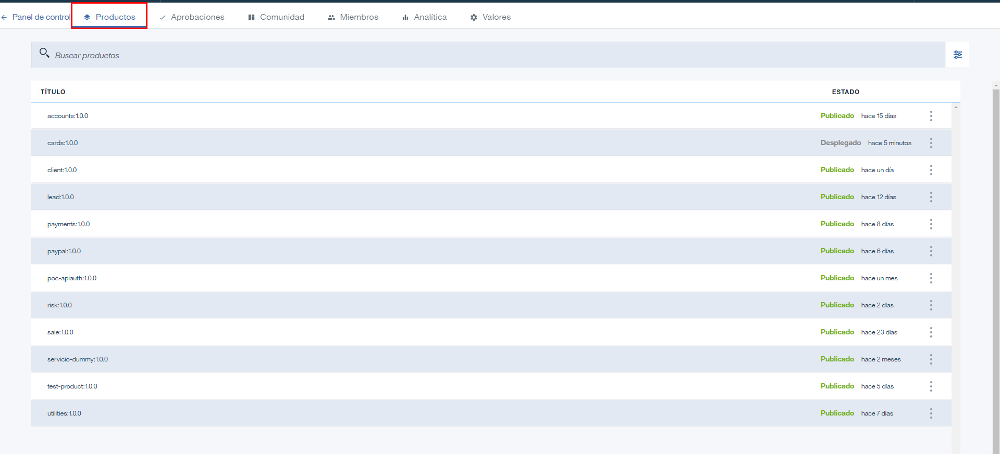 Panel de control Productos Aprobaciones Comunidad Miembros Analítica Valores
Buscar productos
TÍTULO ESTADO
accounts:1.0.0 Publicado hace 15 días
cards:1.0.0 Desplegado hace 5 minutos
client:1.0.0 Publicado hace un día
lead:1.0.0 Publicado hace 12 días
payments:1.0.0 Publicado hace 8 días
paypal:1.0.0 Publicado hace 6 días
poc-apiauth:1.0.0 Publicado hace un mes
risk:1.0.0 Publicado hace 2 días
sale:1.0.0 Publicado hace 23 días
servicio-dummy:1.0.0 Publicado hace 2 meses
test-product:1.0.0 Publicado hace 5 días
utilities:1.0.0 Publicado hace 7 días